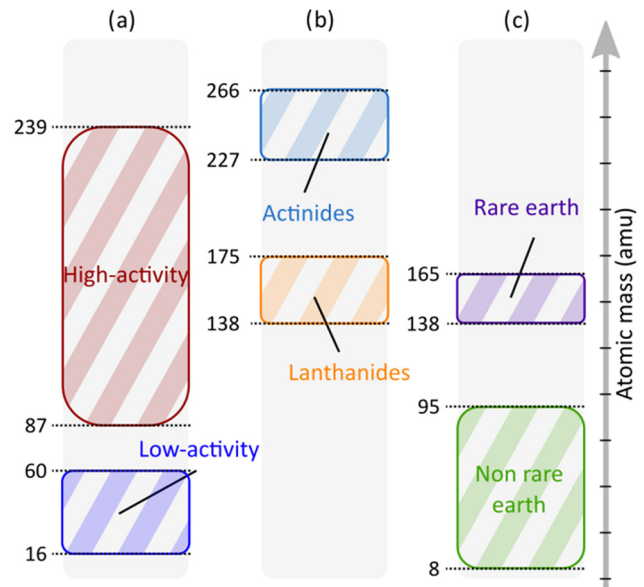 (a)
(b)
(c)
266
239
227
Actinides
Rare earth
High-activity
175
165
138
138
Lanthanides
Atomic mass (amu)
95
87
Low-activity
60
Non rare
earth
16
8